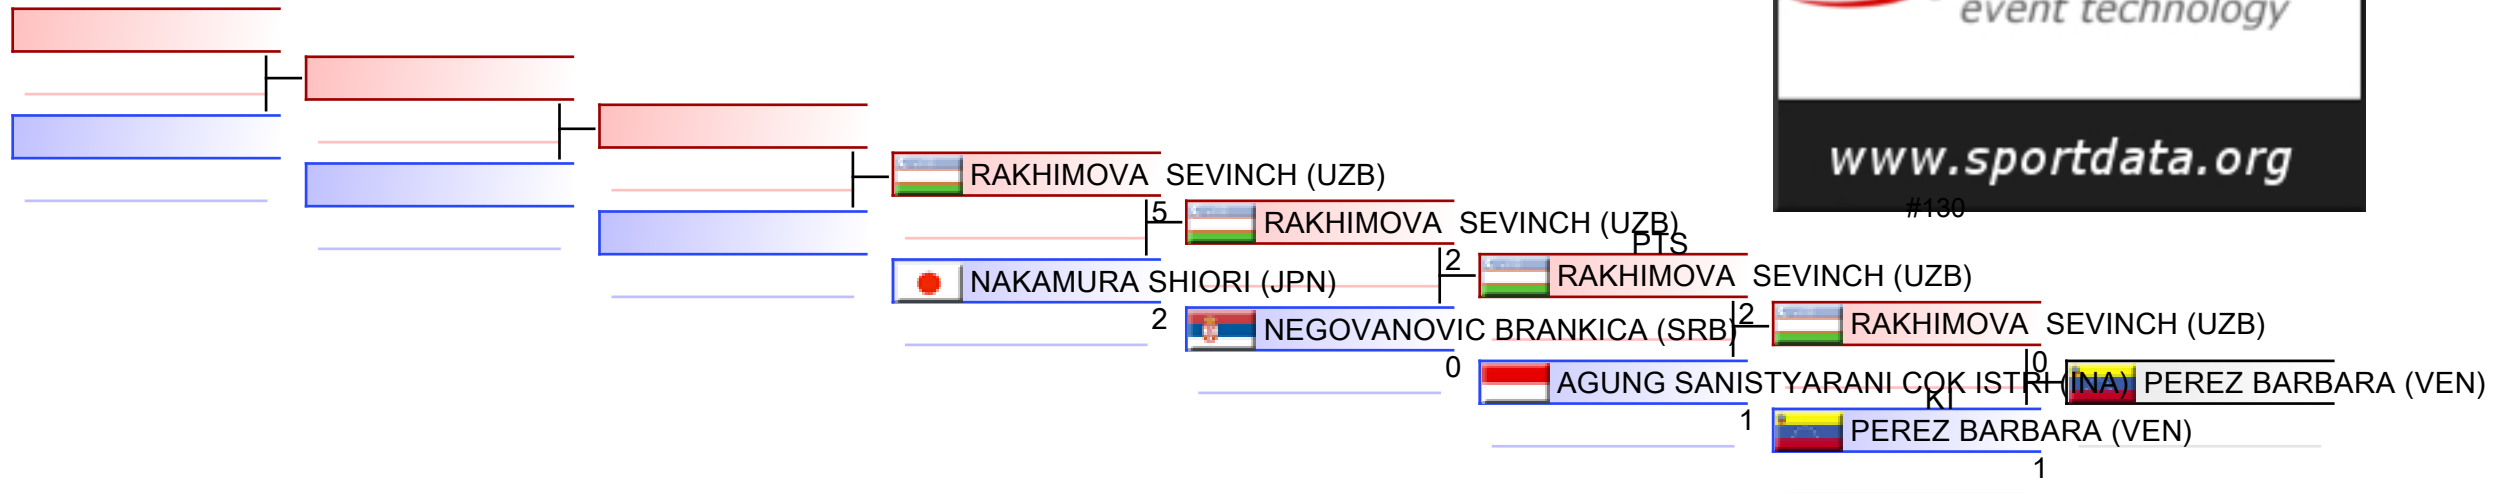 event technology
www.sportdata.org
#130
RAKHIMOVA  SEVINCH (UZB)
5
RAKHIMOVA  SEVINCH (UZB)
PTS
2
RAKHIMOVA  SEVINCH (UZB)
NAKAMURA SHIORI (JPN)
2
NEGOVANOVIC BRANKICA (SRB)
2
RAKHIMOVA  SEVINCH (UZB)
0
AGUNG SANISTYARANI COK ISTRI (INA)
0
PEREZ BARBARA (VEN)
KI
1
PEREZ BARBARA (VEN)
1